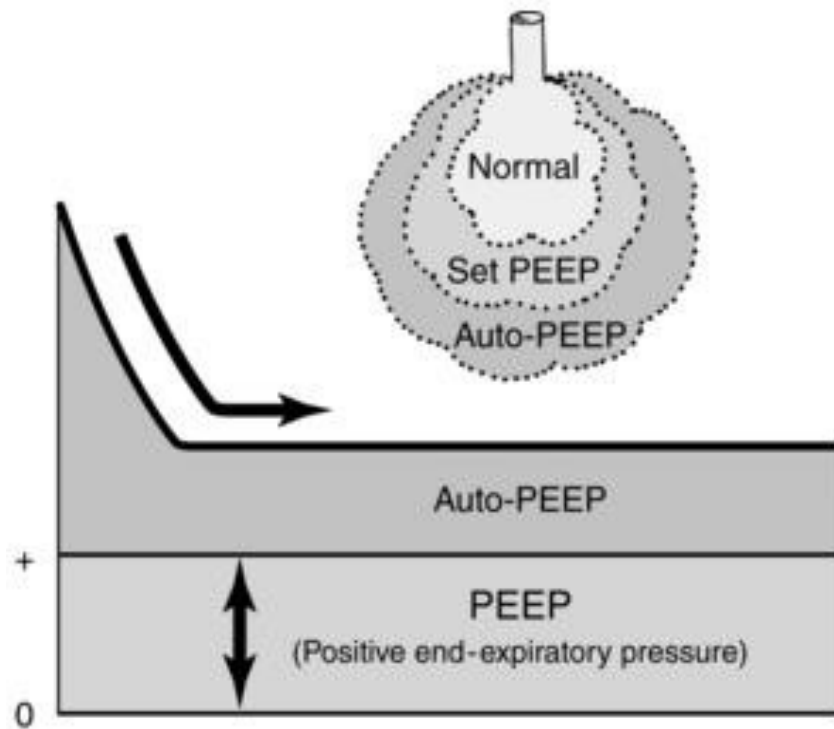 Normal
Set PEEP
Auto-PEEP
Auto-PEEP
+
PEEP
(Positive end-expiratory pressure)
0